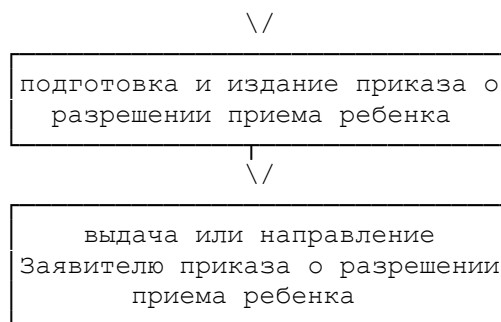 \/
подготовка и издание приказа о
разрешении приема ребенка
\/
выдача или направление
Заявителю приказа о разрешении
приема ребенка